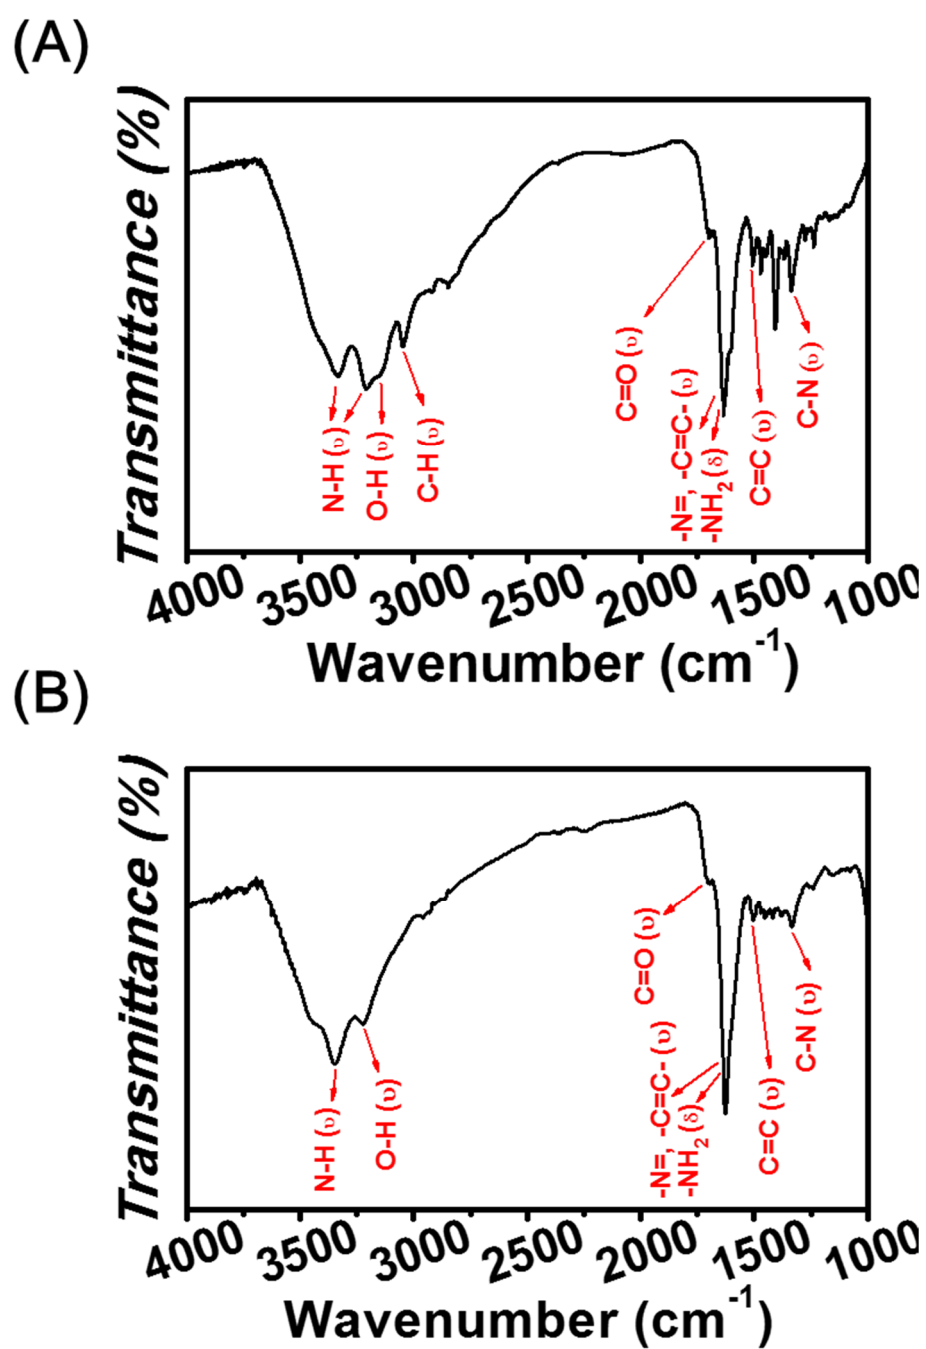 (A)
Transmittance (%)
C=O (υ)
N-H (υ)
O-H (υ)
C-H (υ)
-N=, -C=C- (υ)
-NH2 (δ)
C=C (υ)
C-N (υ)
4000 3500 3000 2500 2000 1500 1000
Wavenumber (cm-1)
(B)
Transmittance (%)
C=O (υ)
N-H (υ)
O-H (υ)
-N=, -C=C- (υ)
-NH2 (δ)
C=C (υ)
C-N (υ)
4000 3500 3000 2500 2000 1500 1000
Wavenumber (cm-1)